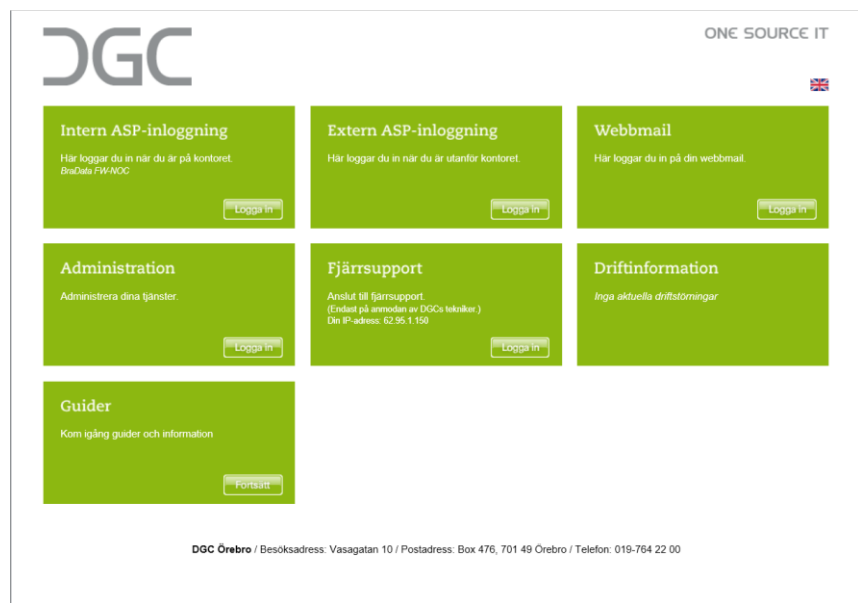 DGC
ONE SOURCE IT
Intern ASP-inloggning
Här loggar du in när du är på kontoret.
BraData FW-NOC
Logga in
Extern ASP-inloggning
Här loggar du in när du är utanför kontoret.
Logga in
Webbmail
Här loggar du in på din webbmail.
Logga in
Administration
Administrera dina tjänster.
Logga in
Fjärrsupport
Anslut till fjärrsupport.
(Endast på anmodan av DGCs tekniker.)
Din IP-adress: 62.95.1.150
Logga in
Driftinformation
Inga aktuella driftstörningar
Guider
Kom igång guider och information
Fortsätt
DGC Örebro / Besöksadress: Vasagatan 10 / Postadress: Box 476, 701 49 Örebro / Telefon: 019-764 22 00